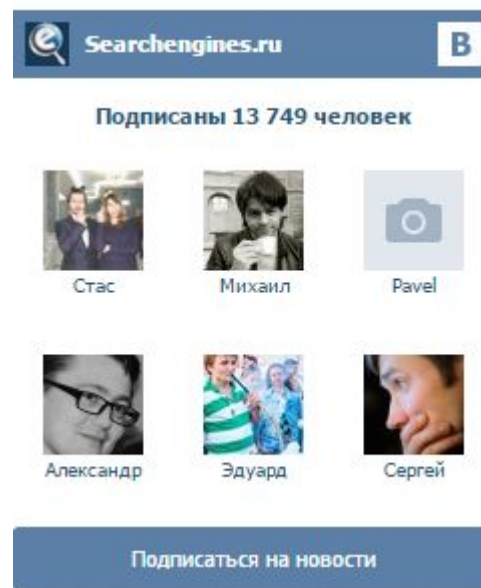 Searchengines.ru
В
Подписаны 13 749 человек
Стас
Михаил
Pavel
Александр
Эдуард
Сергей
Подписаться на новости